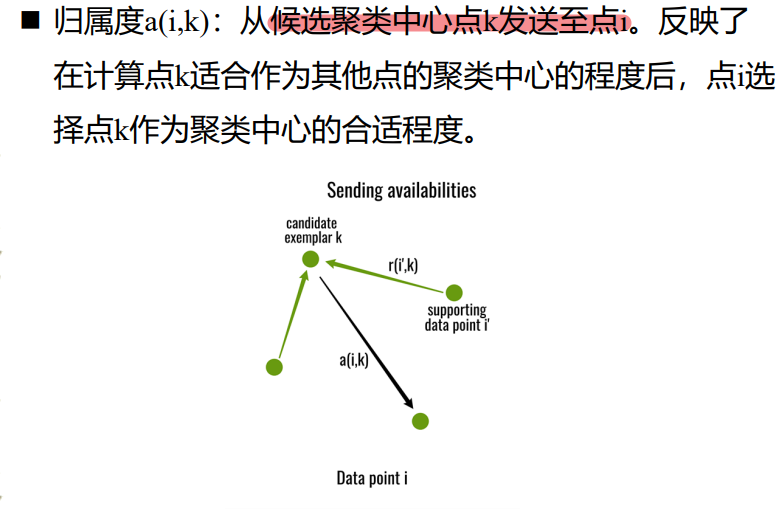 ■ 归属度a(i,k)：从候选聚类中心点k发送至点i。反映了
在计算点k适合作为其他点的聚类中心的程度后，点i选
择点k作为聚类中心的合适程度。
Sending availabilities
candidate
exemplar k
r(i',k)
supporting
data point i'
a(i,k)
Data point i